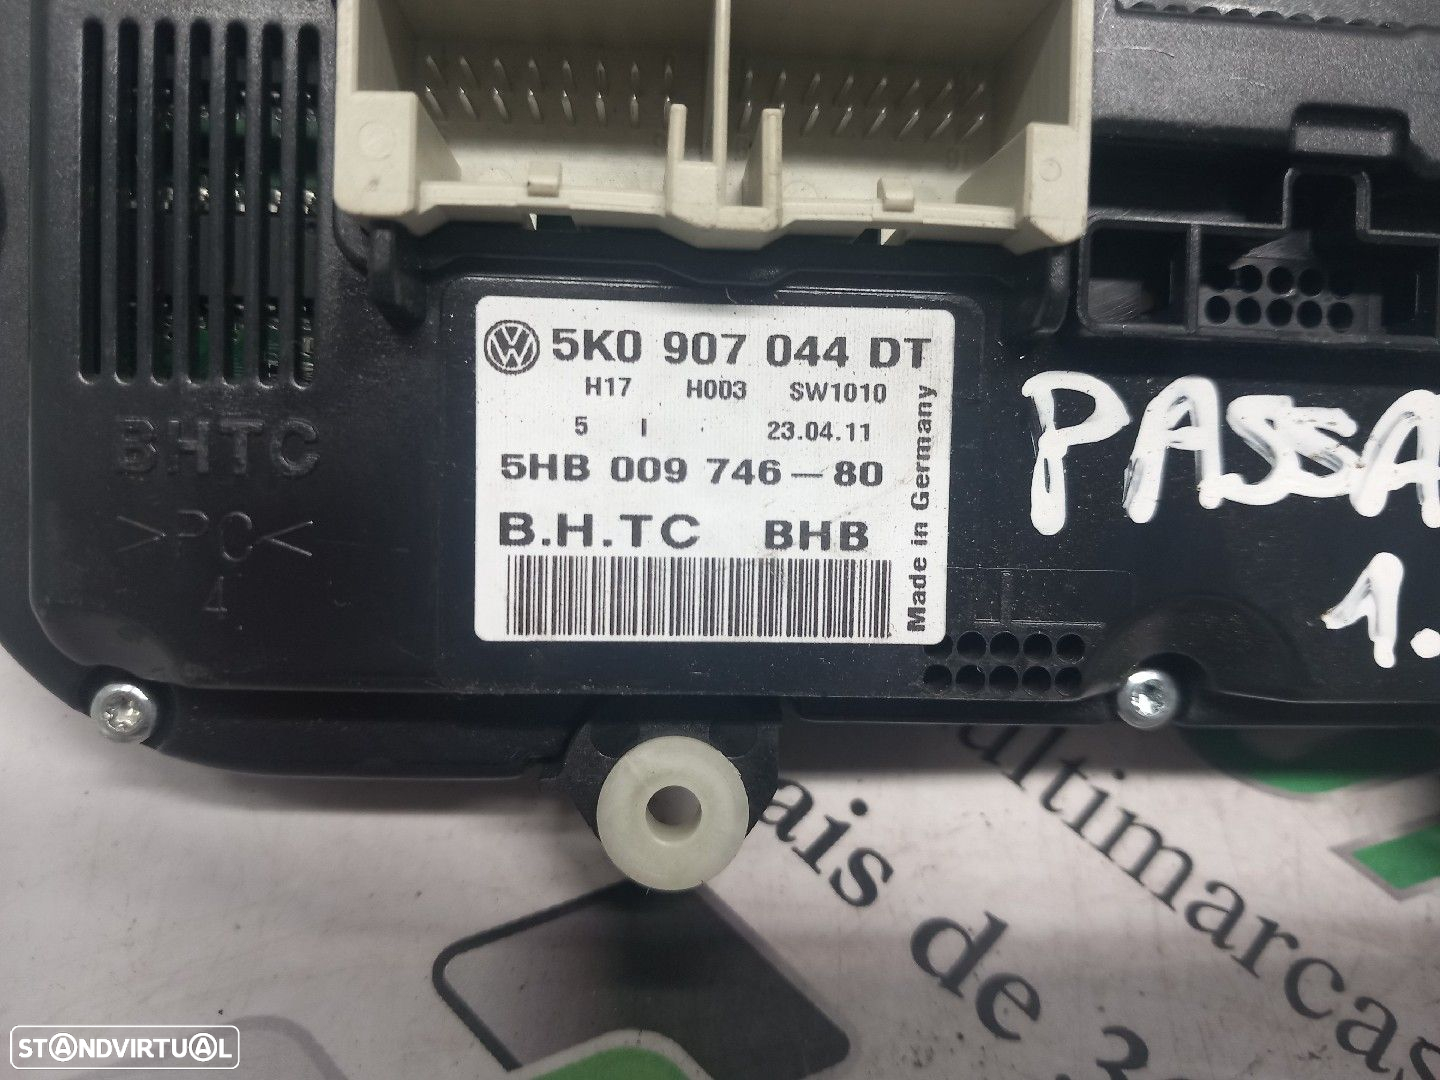 5K0 907 044 DT
H17 H003 SW1010
5 I 23.04.11
5HB 009 746-80
B.H.TC BHB
Made in Germany
BHTC
>PC<
1
PASSA
1.
ultimarcas
ais de 3
STANDVIRTUAL